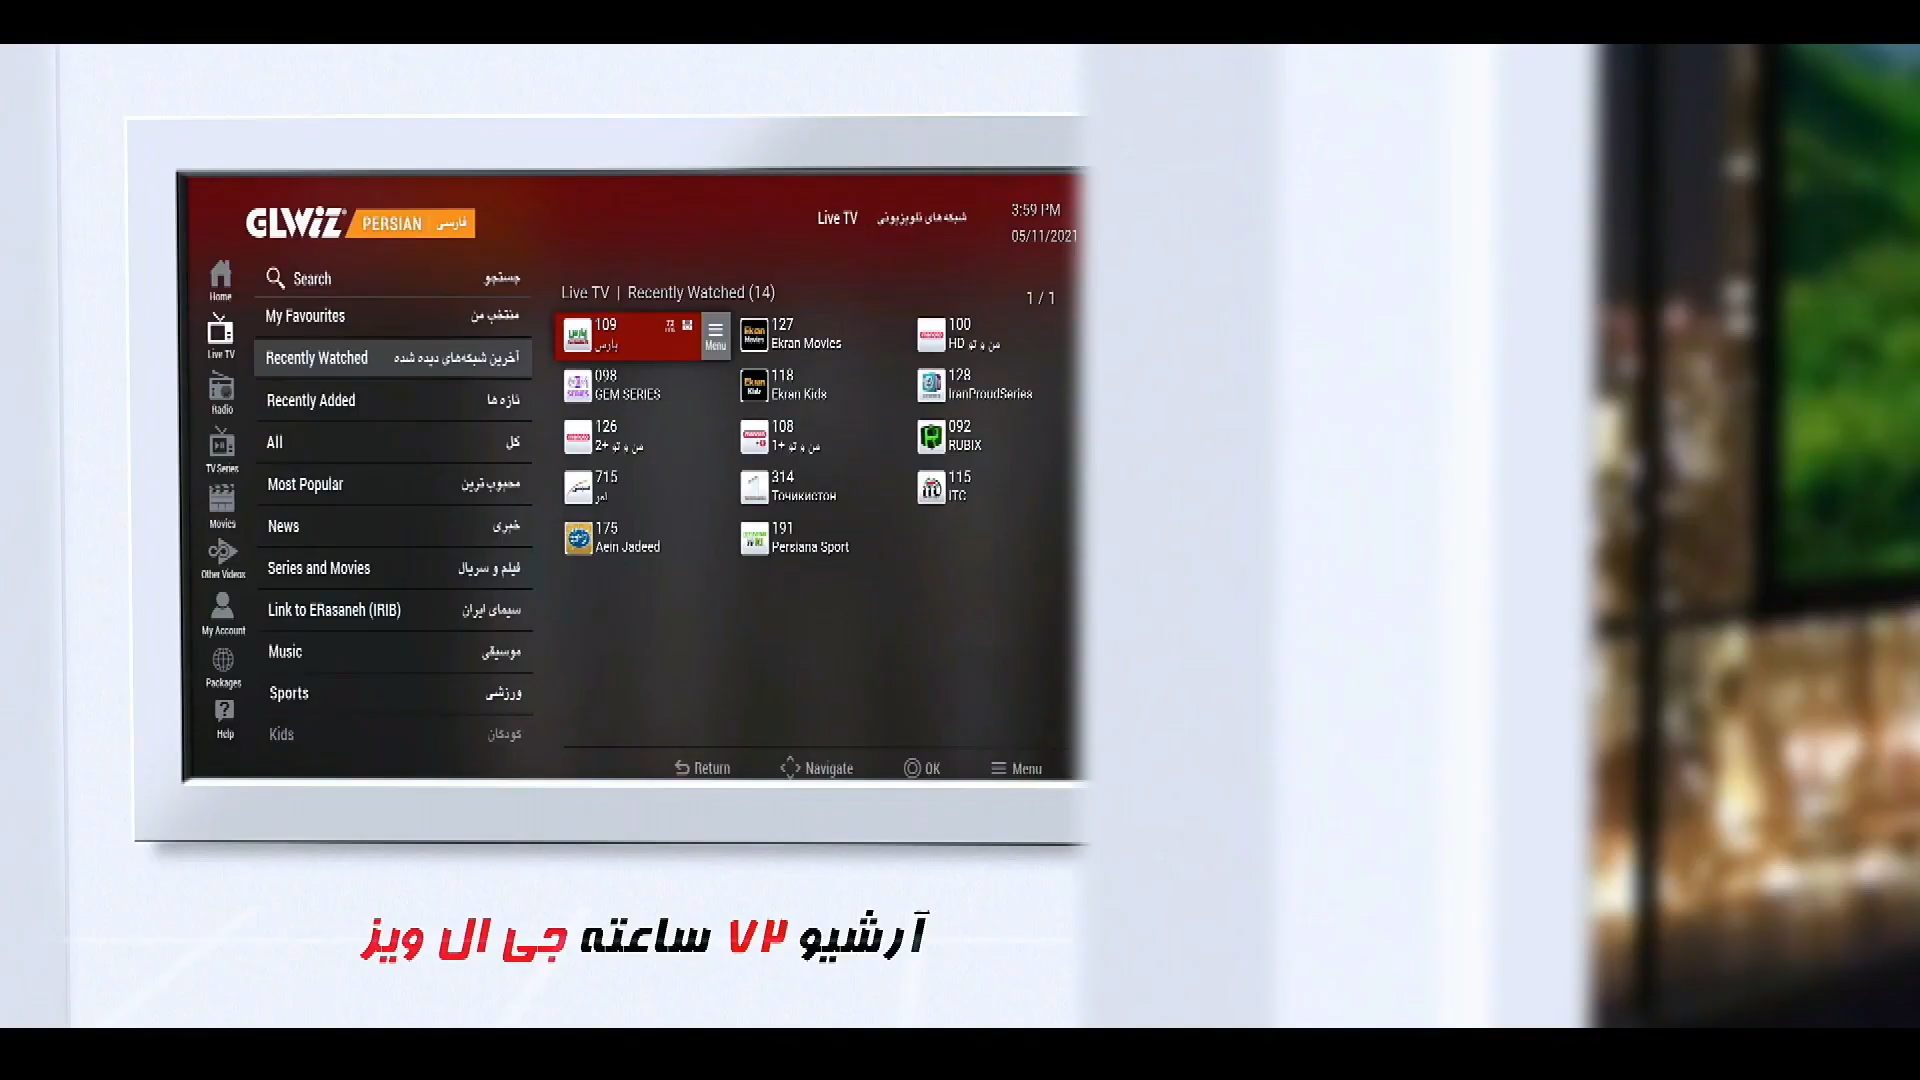 GLWiZ PERSIAN فارسی
Live TV شبکه های تلویزیونی
3:59 PM
05/11/2021
Home
Live TV
Radio
TV Series
Movies
Other Videos
My Account
Packages
Help
Search جستجو
My Favourites منتخب من
Recently Watched آخرین شبکه‌های دیده شده
Recently Added تازه ها
All کل
Most Popular محبوب ترین
News خبری
Series and Movies فیلم و سریال
Link to ERasaneh (IRIB) سیمای ایران
Music موسیقی
Sports ورزشی
Kids کودکان
Live TV | Recently Watched (14)
1 / 1
109
پارس
Menu
127
Ekran Movies
100
من و تو HD
098
GEM SERIES
118
Ekran Kids
128
IranProudSeries
126
من و تو +2
108
من و تو +1
092
RUBIX
715
314
Точикистон
115
ITC
175
Aein Jadeed
191
Persiana Sport
Return
Navigate
OK
Menu
آرشیو ۷۲ ساعته جی ال ویز